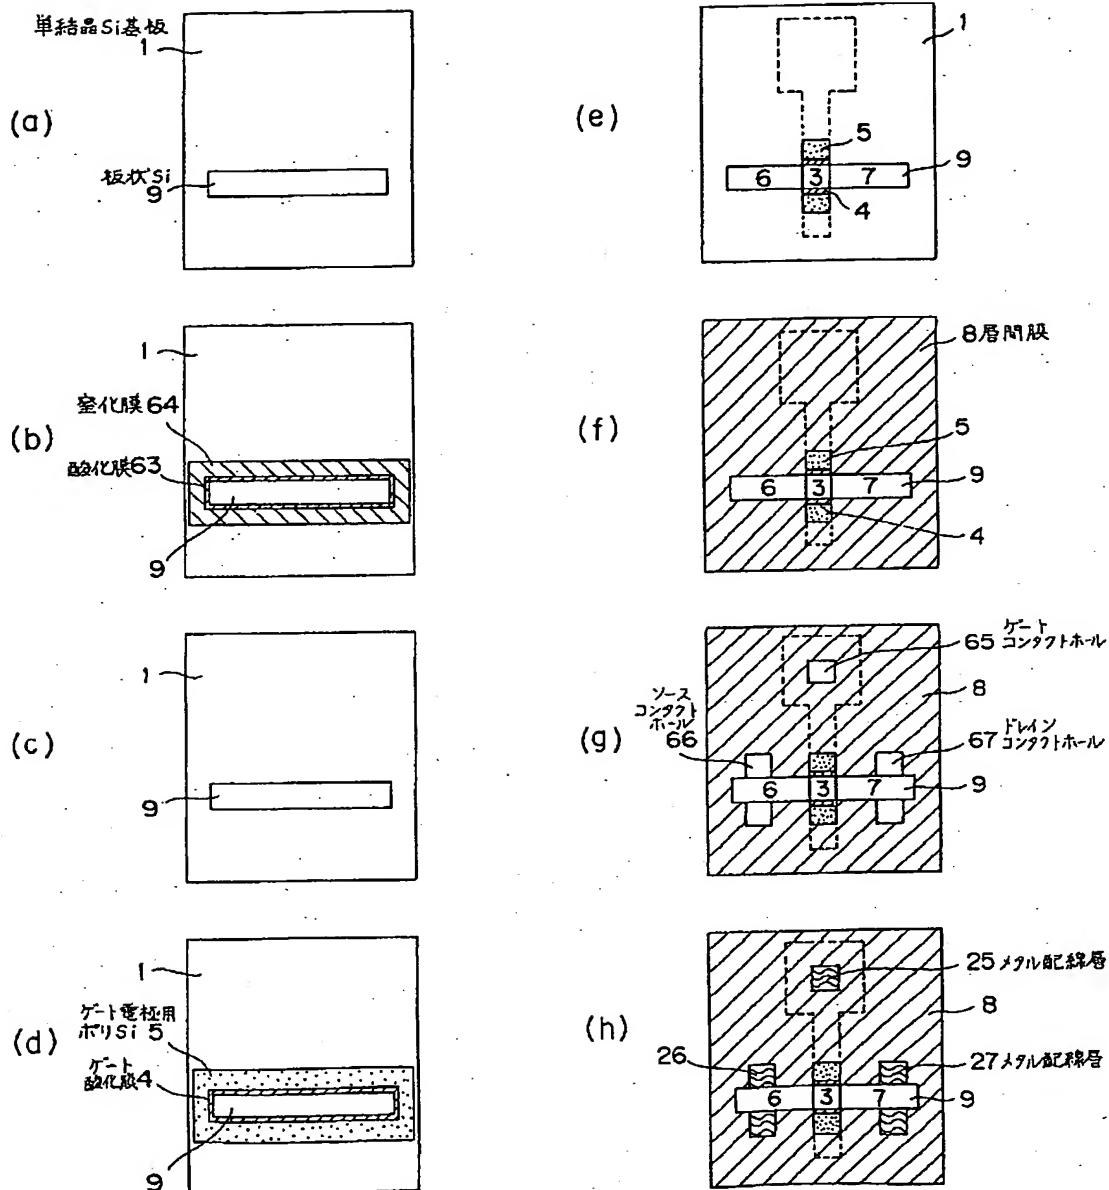 (a)
単結晶Si基板
1
板状Si
9
(b)
1
窒化膜64
酸化膜63
9
(c)
1
9
(d)
1
ゲート電極用
ポリSi 5
ゲート
酸化膜4
9
(e)
1
5
6 3 7
9
4
(f)
8層間膜
5
6 3 7
9
4
(g)
65 ゲート
コンタクトホール
8
ソース
コンタクト
ホール
66
67 ドレイン
コンタクトホール
6 3 7
9
(h)
25 メタル配線層
8
26
27 メタル配線層
6 3 7
9